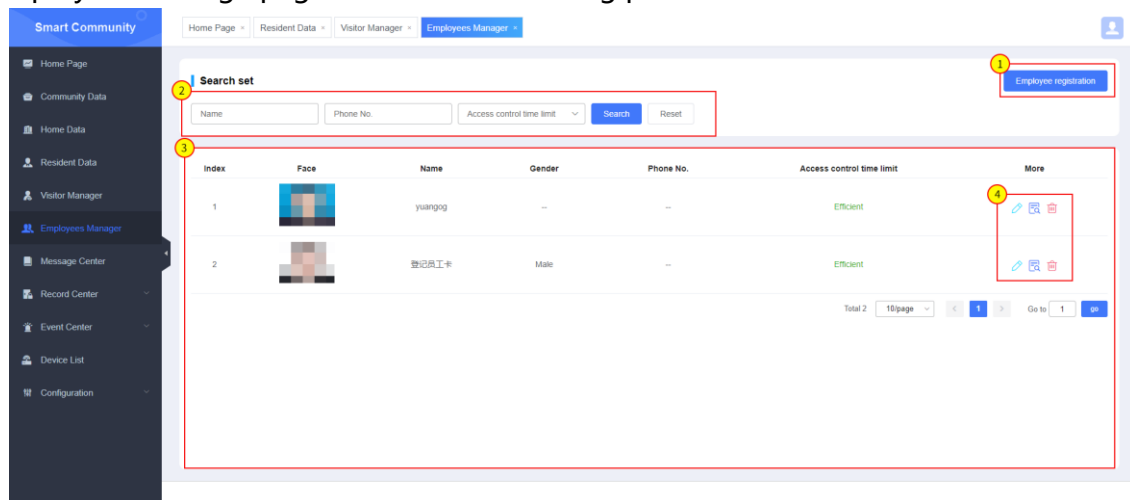 Smart Community
Home Page × Resident Data × Visitor Manager × Employees Manager ×
Home Page
Community Data
Home Data
Resident Data
Visitor Manager
Employees Manager
Message Center
Record Center
Event Center
Device List
Configuration
1
Search set
Employee registration
2
Name Phone No. Access control time limit Search Reset
3
Index Face Name Gender Phone No. Access control time limit More
4
1 yuangog -- -- Efficient
2 登记员工卡 Male -- Efficient
Total 2 10/page < 1 > Go to 1 go